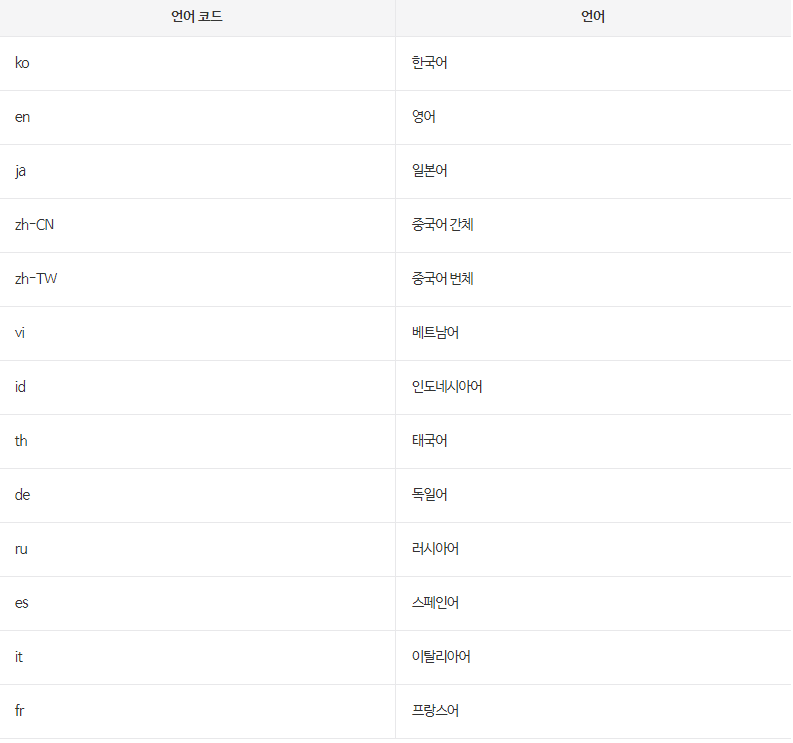 언어 코드 언어
ko 한국어
en 영어
ja 일본어
zh-CN 중국어 간체
zh-TW 중국어 번체
vi 베트남어
id 인도네시아어
th 태국어
de 독일어
ru 러시아어
es 스페인어
it 이탈리아어
fr 프랑스어